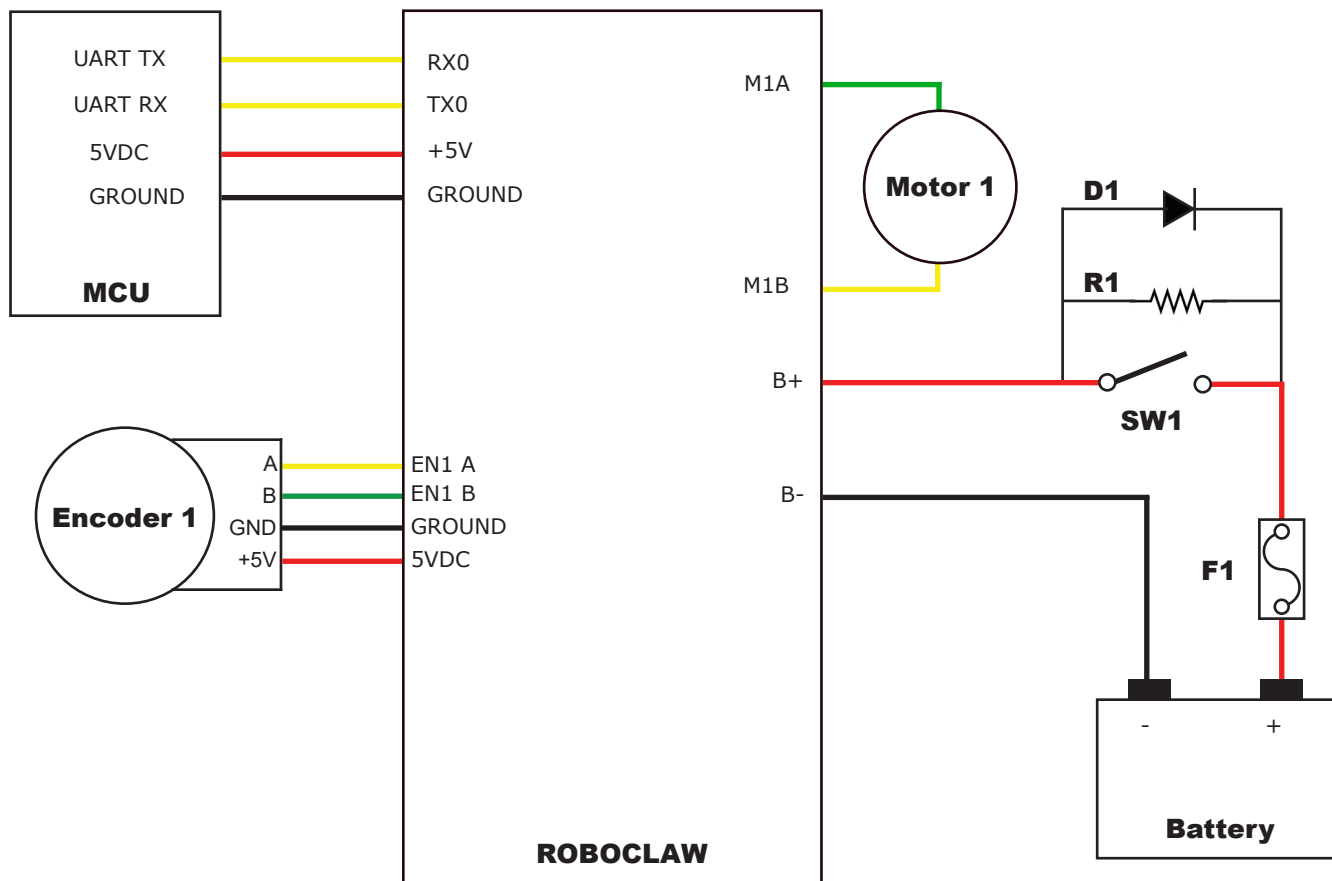 UART TX
UART RX
5VDC
GROUND
MCU
RX0
TX0
+5V
GROUND
M1A
Motor 1
M1B
D1
R1
B+
SW1
B-
Encoder 1
A
B
GND
+5V
EN1 A
EN1 B
GROUND
5VDC
F1
- +
Battery
ROBOCLAW